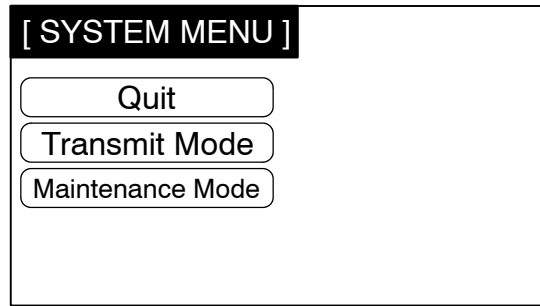 [ SYSTEM MENU ]
Quit
Transmit Mode
Maintenance Mode